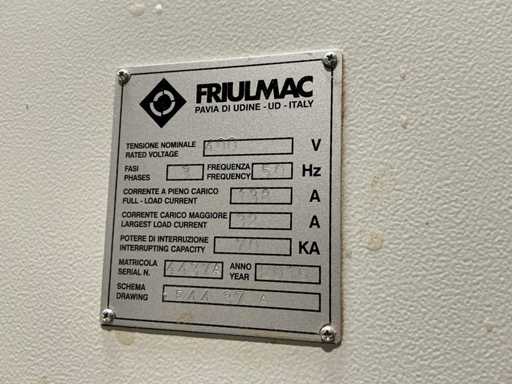 FRIULMAC
PAVIA DI UDINE - UD - ITALY
TENSIONE NOMINALE
RATED VOLTAGE 400 V
FASI
PHASES 3 FREQUENZA
FREQUENCY 50 Hz
CORRENTE A PIENO CARICO
FULL - LOAD CURRENT A
CORRENTE CARICO MAGGIORE
LARGEST LOAD CURRENT A
POTERE DI INTERRUZIONE
INTERRUPTING CAPACITY KA
MATRICOLA
SERIAL N. 4437A ANNO
YEAR
SCHEMA
DRAWING